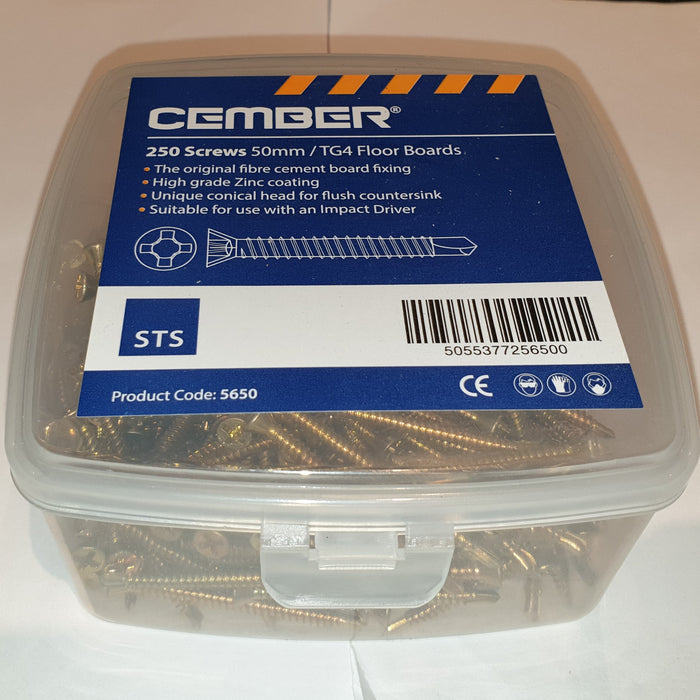 CEMBER®
250 Screws 50mm / TG4 Floor Boards
• The original fibre cement board fixing
• High grade Zinc coating
• Unique conical head for flush countersink
• Suitable for use with an Impact Driver
STS
5055377256500
Product Code: 5650
CE